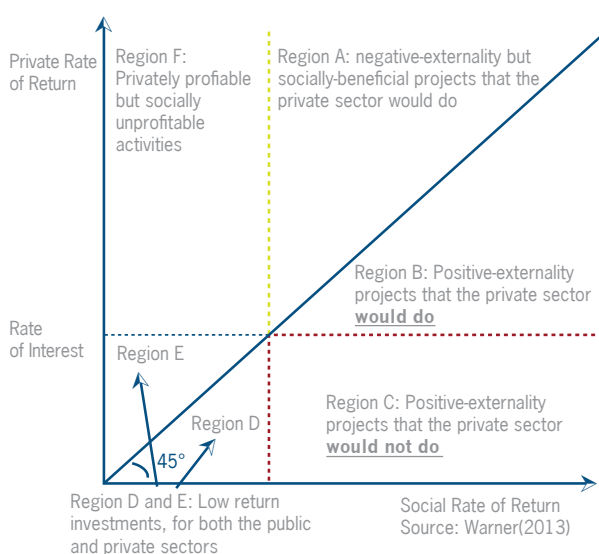 Private Rate
of Return
Region F:
Privately profiable
but socially
unprofitable
activities
Region A: negative-externality but
socially-beneficial projects that the
private sector would do
Region B: Positive-externality
projects that the private sector
would do
Rate
of Interest
Region E
Region D
Region C: Positive-externality
projects that the private sector
would not do
45°
Region D and E: Low return
investments, for both the public
and private sectors
Social Rate of Return
Source: Warner(2013)